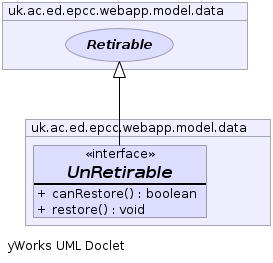 uk.ac.ed.epcc.webapp.model.data
Retirable
uk.ac.ed.epcc.webapp.model.data
«interface»
UnRetirable
+ canRestore() : boolean
+ restore() : void
yWorks UML Doclet